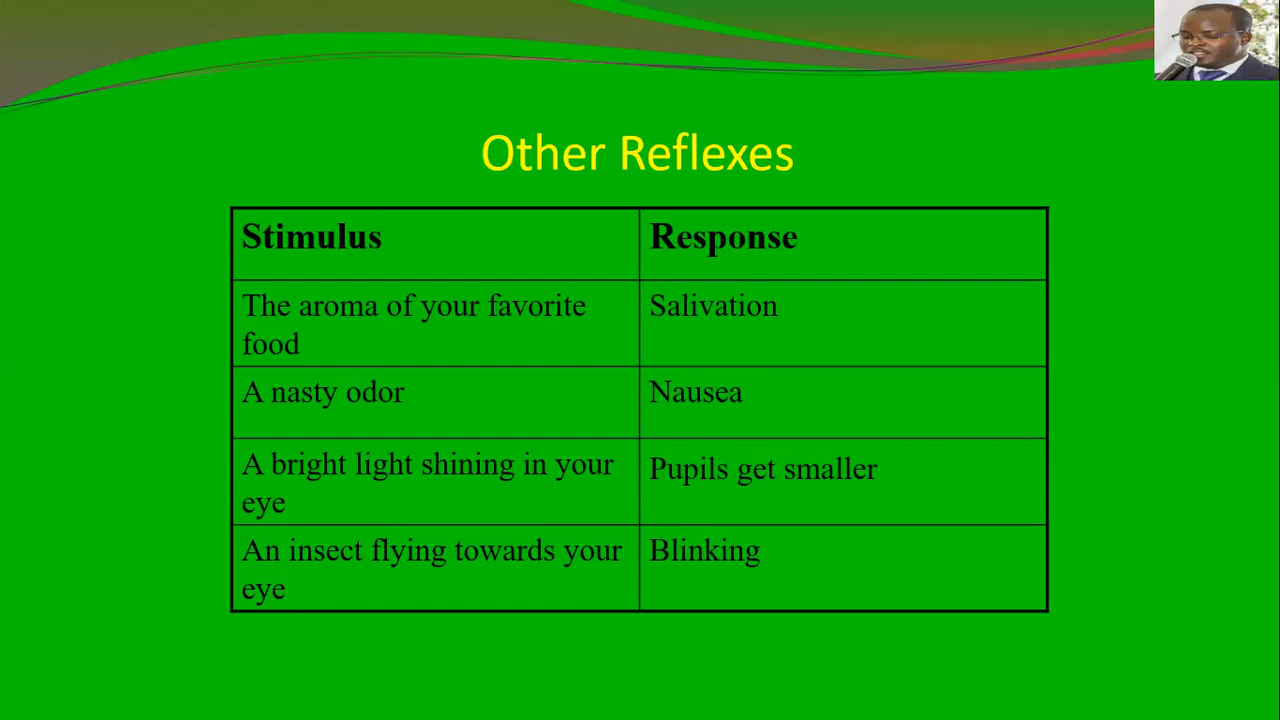 Other Reflexes
Stimulus
Response
The aroma of your favorite
food
Salivation
A nasty odor
Nausea
A bright light shining in your
eye
Pupils get smaller
An insect flying towards your
eye
Blinking